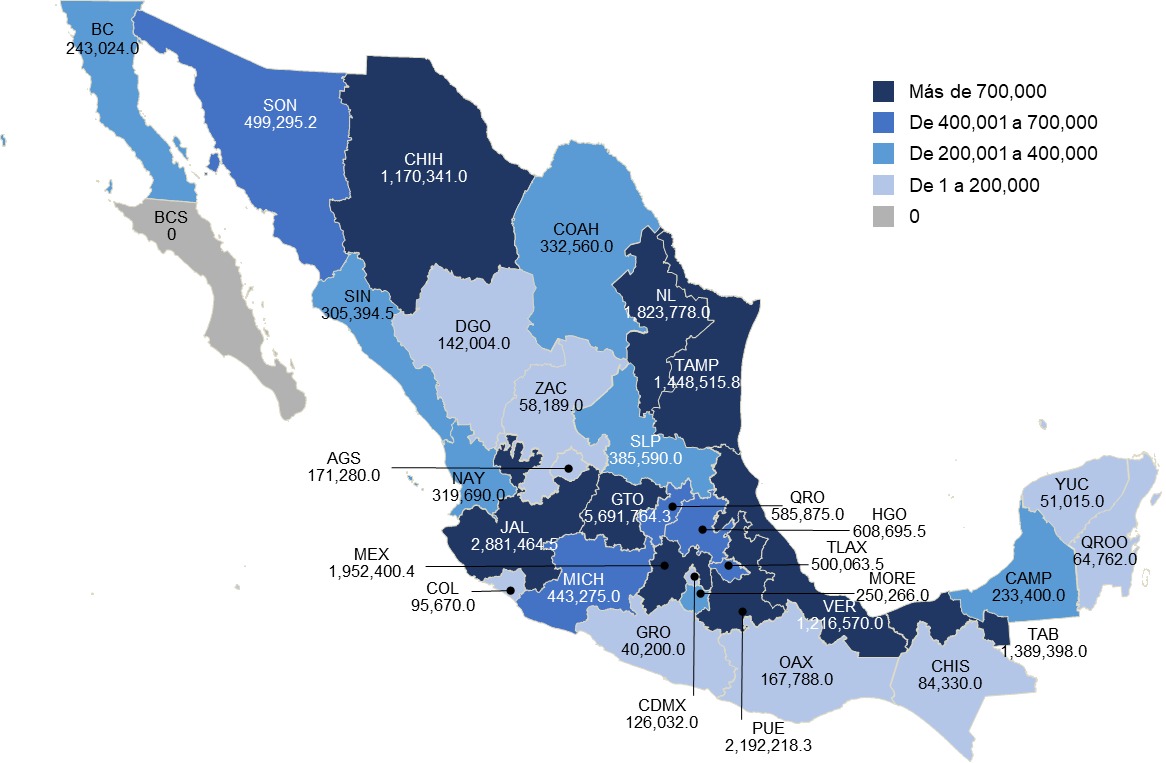 BC
243,024.0
SON
499,295.2
CHIH
1,170,341.0
Más de 700,000
De 400,001 a 700,000
De 200,001 a 400,000
De 1 a 200,000
0
BCS
0
COAH
332,560.0
SIN
305,394.5
DGO
142,004.0
NL
1,823,778.0
TAMP
1,448,515.8
ZAC
58,189.0
SLP
385,590.0
AGS
171,280.0
NAY
319,690.0
GTO
5,691,764.3
QRO
585,875.0
HGO
608,695.5
YUC
51,015.0
JAL
2,881,464.5
MEX
1,952,400.4
TLAX
500,063.5
QROO
64,762.0
COL
95,670.0
MICH
443,275.0
MORE
250,266.0
CAMP
233,400.0
VER
1,216,570.0
GRO
40,200.0
TAB
1,389,398.0
OAX
167,788.0
CHIS
84,330.0
CDMX
126,032.0
PUE
2,192,218.3